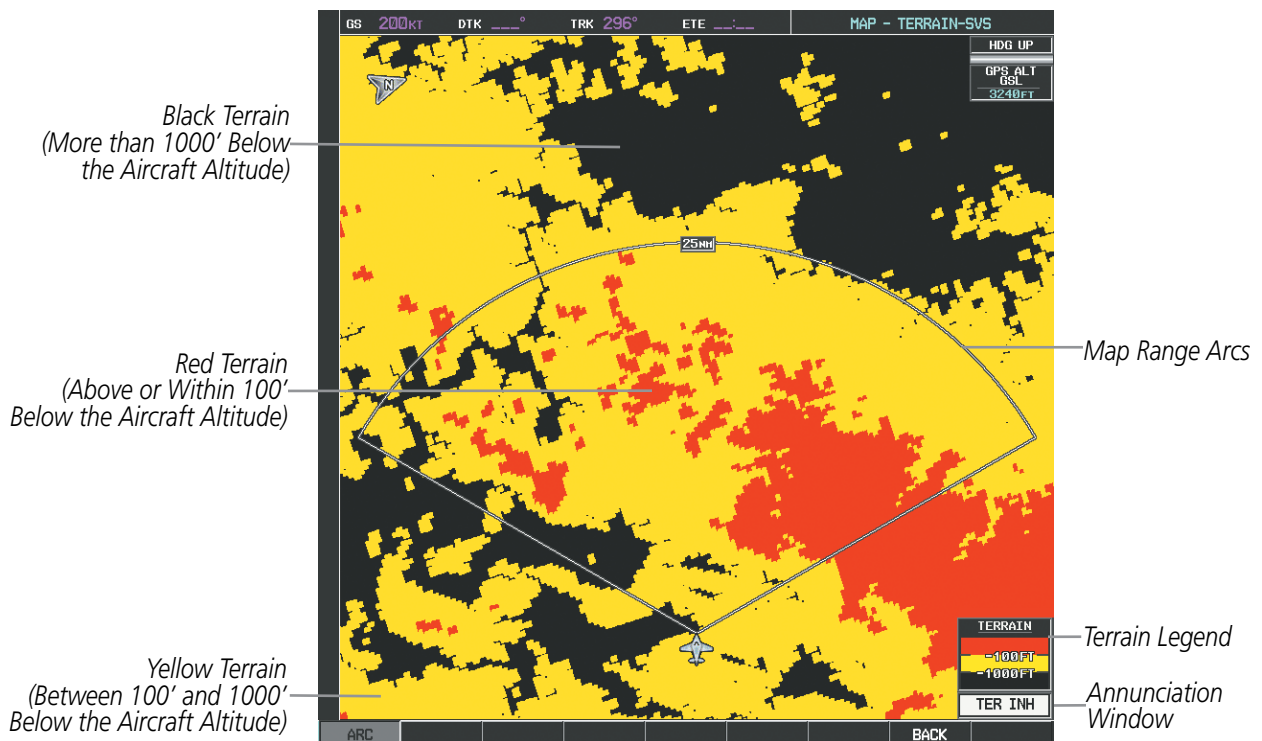 GS 200KT DTK ___° TRK 296° ETE __:__ MAP - TERRAIN-SVS
HDG UP
GPS ALT
GSL
3240FT
N
Black Terrain
(More than 1000’ Below
the Aircraft Altitude)
25NM
Red Terrain
(Above or Within 100’
Below the Aircraft Altitude)
Map Range Arcs
TERRAIN
-100FT
-1000FT
Terrain Legend
Yellow Terrain
(Between 100’ and 1000’
Below the Aircraft Altitude)
TER INH
Annunciation
Window
ARC BACK